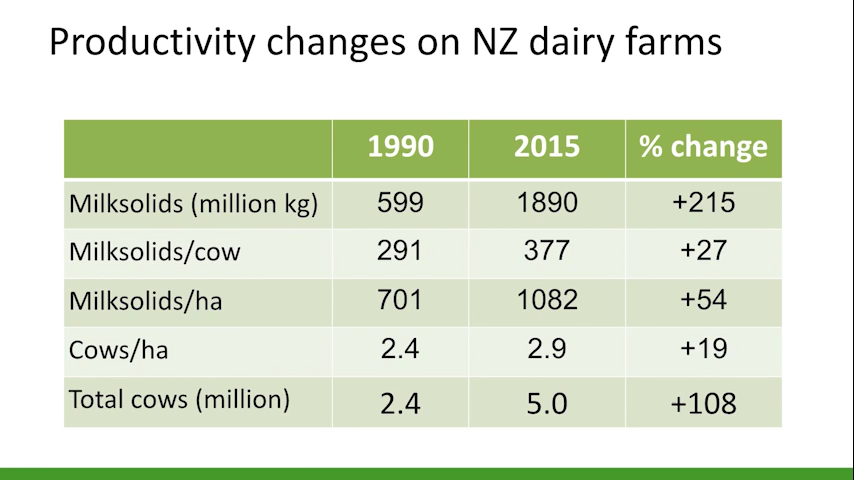 Productivity changes on NZ dairy farms
1990 2015 % change
Milksolids (million kg) 599 1890 +215
Milksolids/cow 291 377 +27
Milksolids/ha 701 1082 +54
Cows/ha 2.4 2.9 +19
Total cows (million) 2.4 5.0 +108